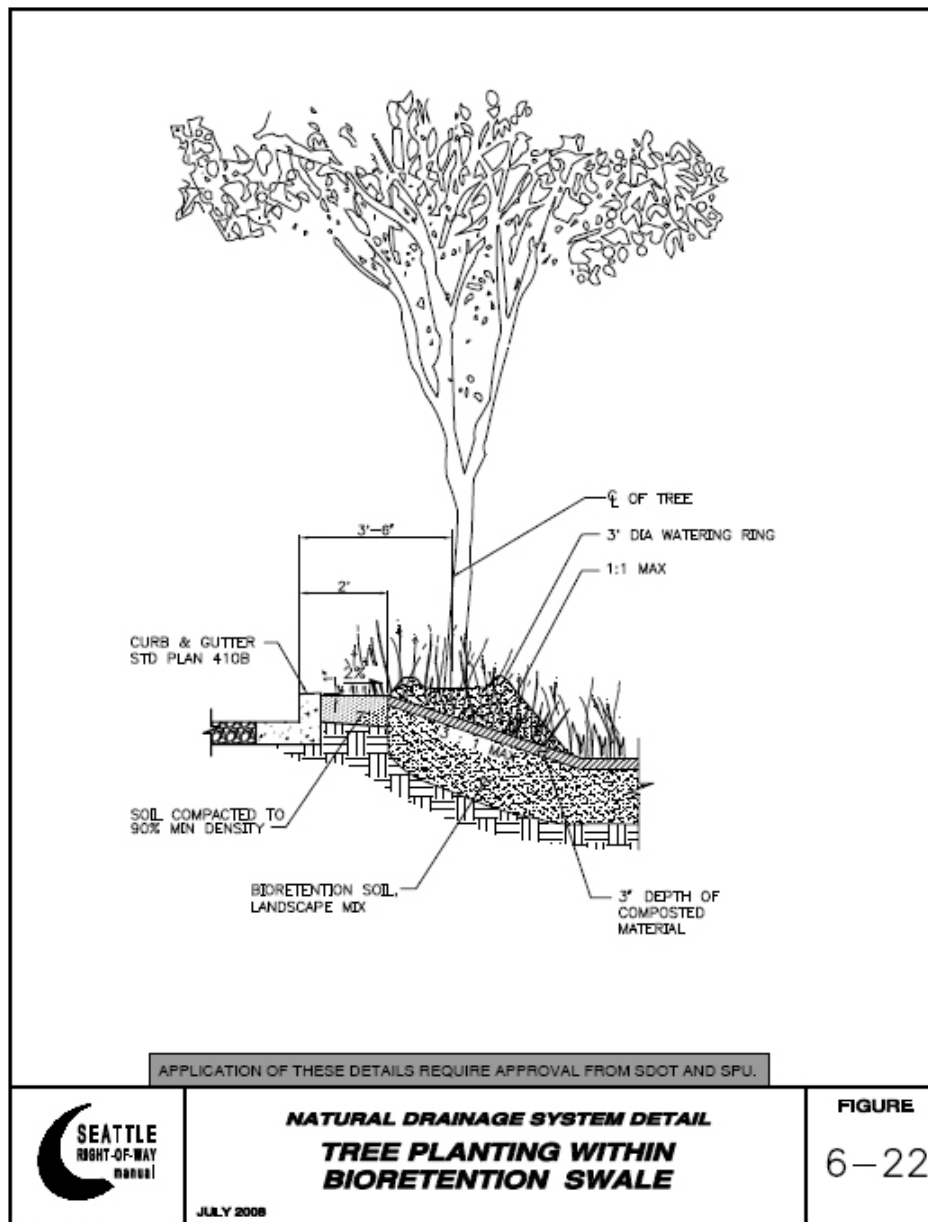 ℄ OF TREE
3'-6"
3' DIA WATERING RING
1:1 MAX
2'
CURB & GUTTER
STD PLAN 410B
2%
3 : 1 MAX
SOIL COMPACTED TO
90% MIN DENSITY
BIORETENTION SOIL,
LANDSCAPE MIX
3" DEPTH OF
COMPOSTED
MATERIAL
APPLICATION OF THESE DETAILS REQUIRE APPROVAL FROM SDOT AND SPU.
SEATTLE
RIGHT-OF-WAY
manual
NATURAL DRAINAGE SYSTEM DETAIL
TREE PLANTING WITHIN
BIORETENTION SWALE
JULY 2008
FIGURE
6-22